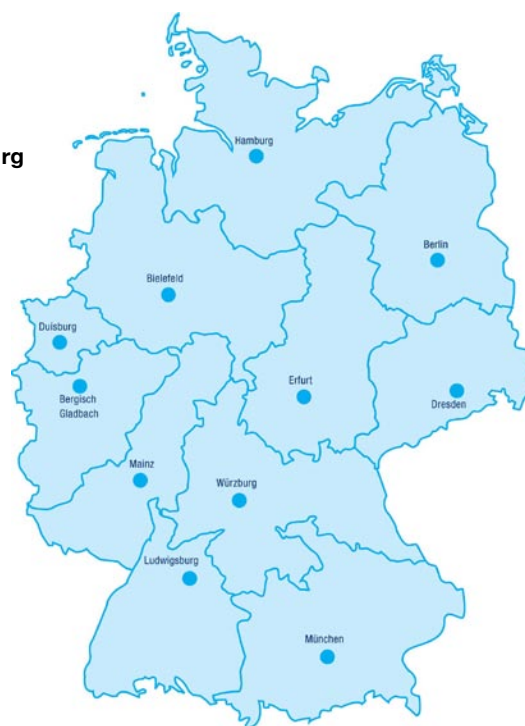 Hamburg
rg
Berlin
Bielefeld
Duisburg
Bergisch
Gladbach
Erfurt
Dresden
Mainz
Würzburg
Ludwigsburg
München